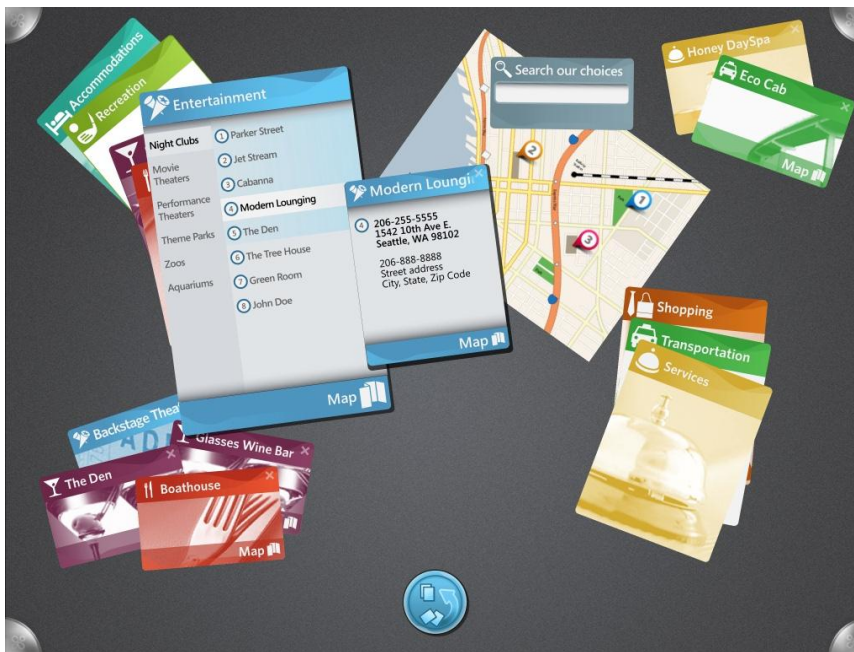 Accommodations
Recreation
Entertainment
Night Clubs
Movie
Theaters
Performance
Theaters
Theme Parks
Zoos
Aquariums
1 Parker Street
2 Jet Stream
3 Cabanna
4 Modern Lounging
5 The Den
6 The Tree House
7 Green Room
8 John Doe
Map
Modern Loungi
4 206-255-5555
1542 10th Ave E.
Seattle, WA 98102
206-888-8888
Street address
City, State, Zip Code
Map
Search our choices
2
1
3
Honey DaySpa
Eco Cab
Map
Shopping
Transportation
Services
Backstage Thea
Glasses Wine Bar
The Den
Boathouse
Map